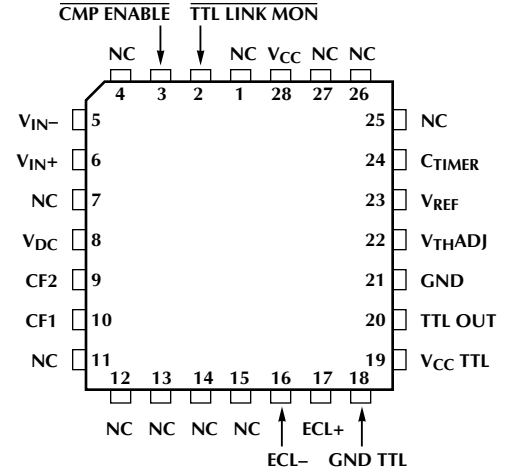 CMP ENABLE TTL LINK MON
NC NC VCC NC NC
4 3 2 1 28 27 26
VIN– 5 25 NC
VIN+ 6 24 CTIMER
NC 7 23 VREF
VDC 8 22 VTHADJ
CF2 9 21 GND
CF1 10 20 TTL OUT
NC 11 19 VCC TTL
12 13 14 15 16 17 18
NC NC NC NC ECL+
ECL– GND TTL